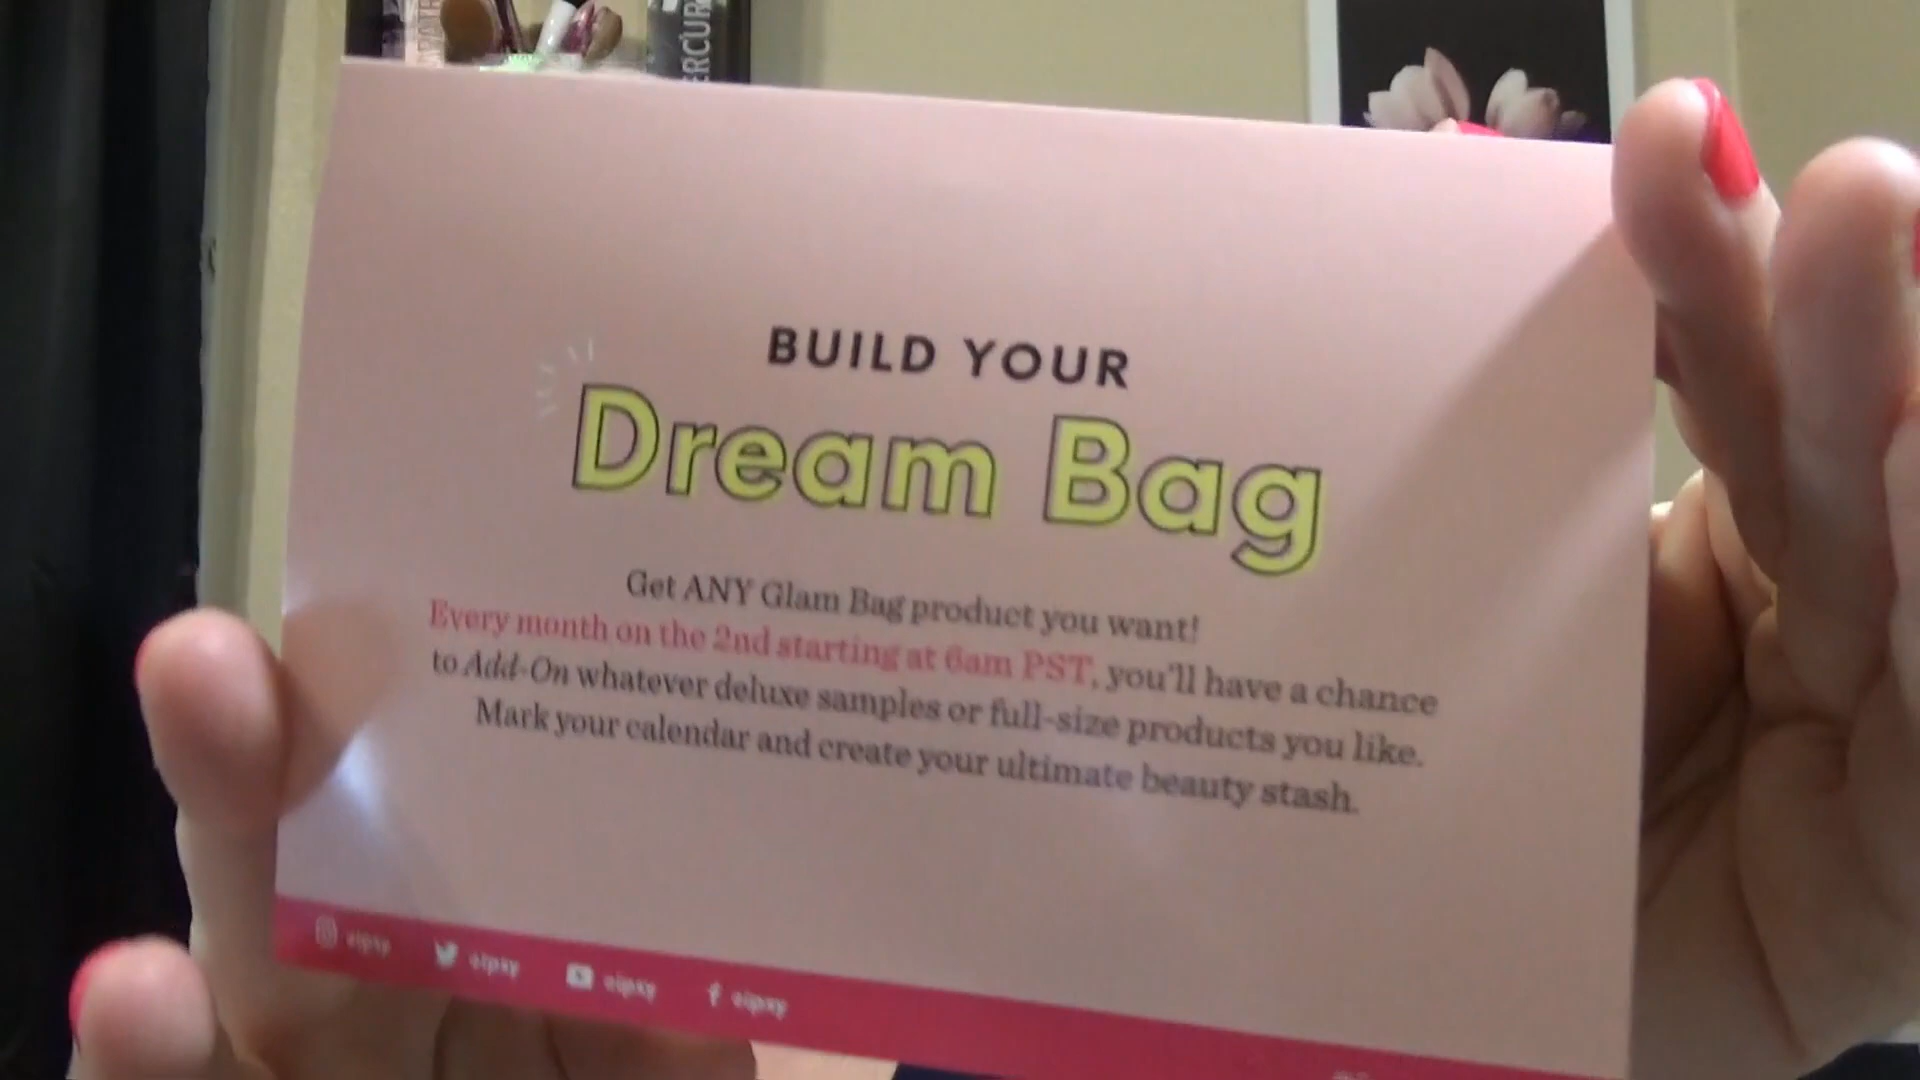 ERCUR
BUILD YOUR
Dream Bag
Get ANY Glam Bag product you want!
Every month on the 2nd starting at 6am PST, you'll have a chance
to Add-On whatever deluxe samples or full-size products you like.
Mark your calendar and create your ultimate beauty stash.
ipsy ipsy ipsy ipsy